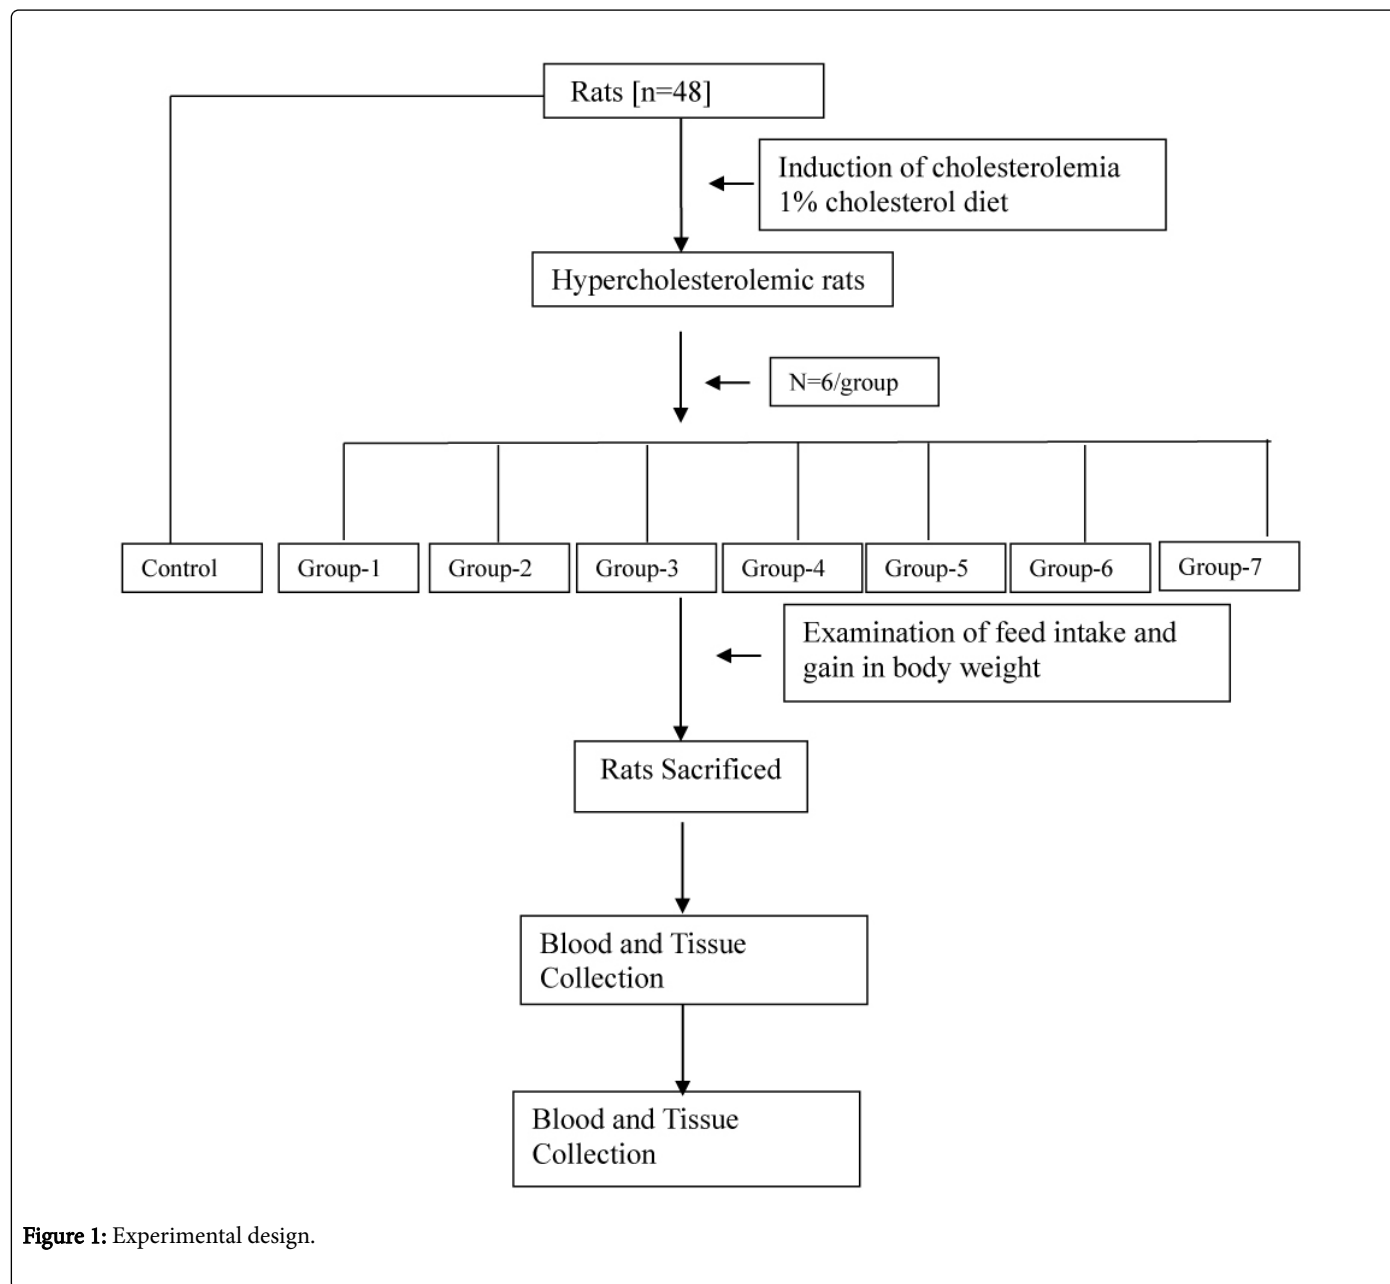 Rats [n=48]
Induction of cholesterolemia
1% cholesterol diet
Hypercholesterolemic rats
N=6/group
Control
Group-1
Group-2
Group-3
Group-4
Group-5
Group-6
Group-7
Examination of feed intake and
gain in body weight
Rats Sacrificed
Blood and Tissue
Collection
Blood and Tissue
Collection
Figure 1: Experimental design.